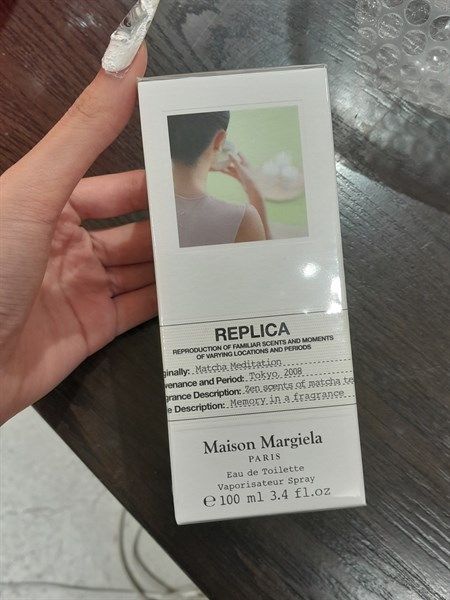 REPLICA
REPRODUCTION OF FAMILIAR SCENTS AND MOMENTS
OF VARYING LOCATIONS AND PERIODS
ginally: Matcha Meditation
venance and Period: Tokyo, 2008
grance Description: Zen scents of matcha te
e Description: Memory in a fragrance
Maison Margiela
PARIS
Eau de Toilette
Vaporisateur Spray
℮ 100 ml 3.4 fl.oz